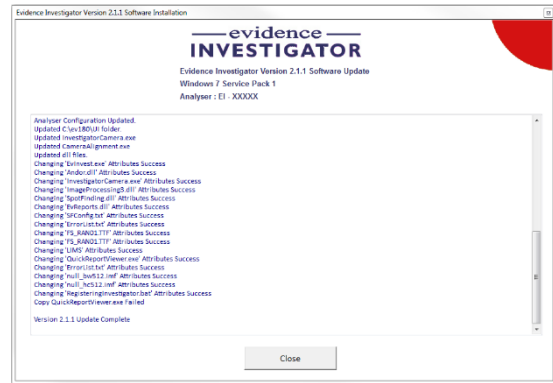 Evidence Investigator Version 2.1.1 Software Installation
evidence
INVESTIGATOR
Evidence Investigator Version 2.1.1 Software Update
Windows 7 Service Pack 1
Analyser : EI - XXXXX
Analyser Configuration Updated.
Updated C:\ev180\UI folder.
Updated InvestigatorCamera.exe
Updated CameraAlignment.exe
Updated dll files.
Changing 'EvInvest.exe' Attributes Success
Changing 'Andor.dll' Attributes Success
Changing 'InvestigatorCamera.exe' Attributes Success
Changing 'ImageProcessing3.dll' Attributes Success
Changing 'SpotFinding.dll' Attributes Success
Changing 'EvReports.dll' Attributes Success
Changing 'SFConfig.txt' Attributes Success
Changing 'ErrorList.txt' Attributes Success
Changing 'FS_RAN01.TTF' Attributes Success
Changing 'FS_RAN01.TTF' Attributes Success
Changing 'LIMS' Attributes Success
Changing 'QuickReportViewer.exe' Attributes Success
Changing 'ErrorList.txt' Attributes Success
Changing 'null_bw512.imf' Attributes Success
Changing 'null_hc512.imf' Attributes Success
Changing 'RegisteringInvestigator.bat' Attributes Success
Copy QuickReportViewer.exe Failed
Version 2.1.1 Update Complete
Close